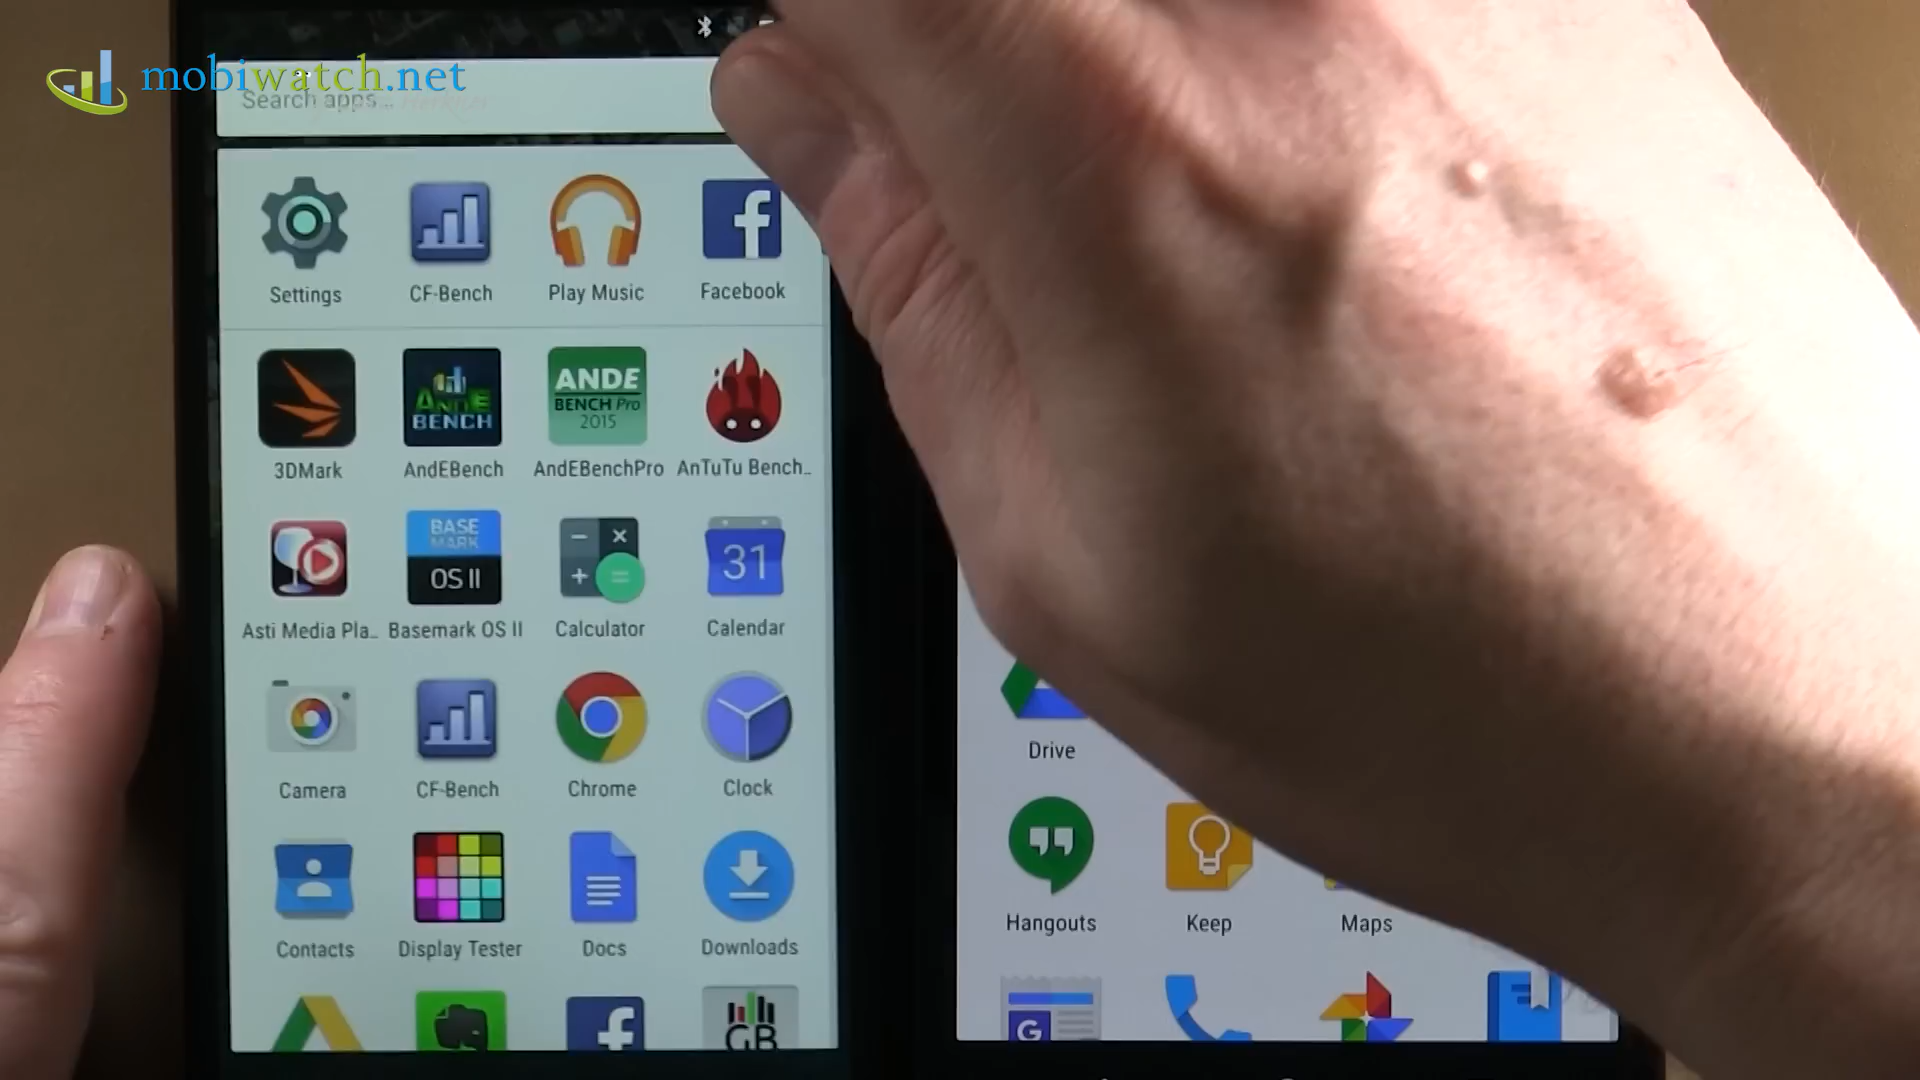 mobiwatch.net
Search apps...
Settings CF-Bench Play Music Facebook
ANDE
BENCH
ANDE
BENCH Pro
2015
3DMark AndEBench AndEBenchPro AnTuTu Bench..
BASE
MARK
OS II
31
Asti Media Pla.. Basemark OS II Calculator Calendar
Camera CF-Bench Chrome Clock
Contacts Display Tester Docs Downloads
GB
Drive
Hangouts Keep Maps
G